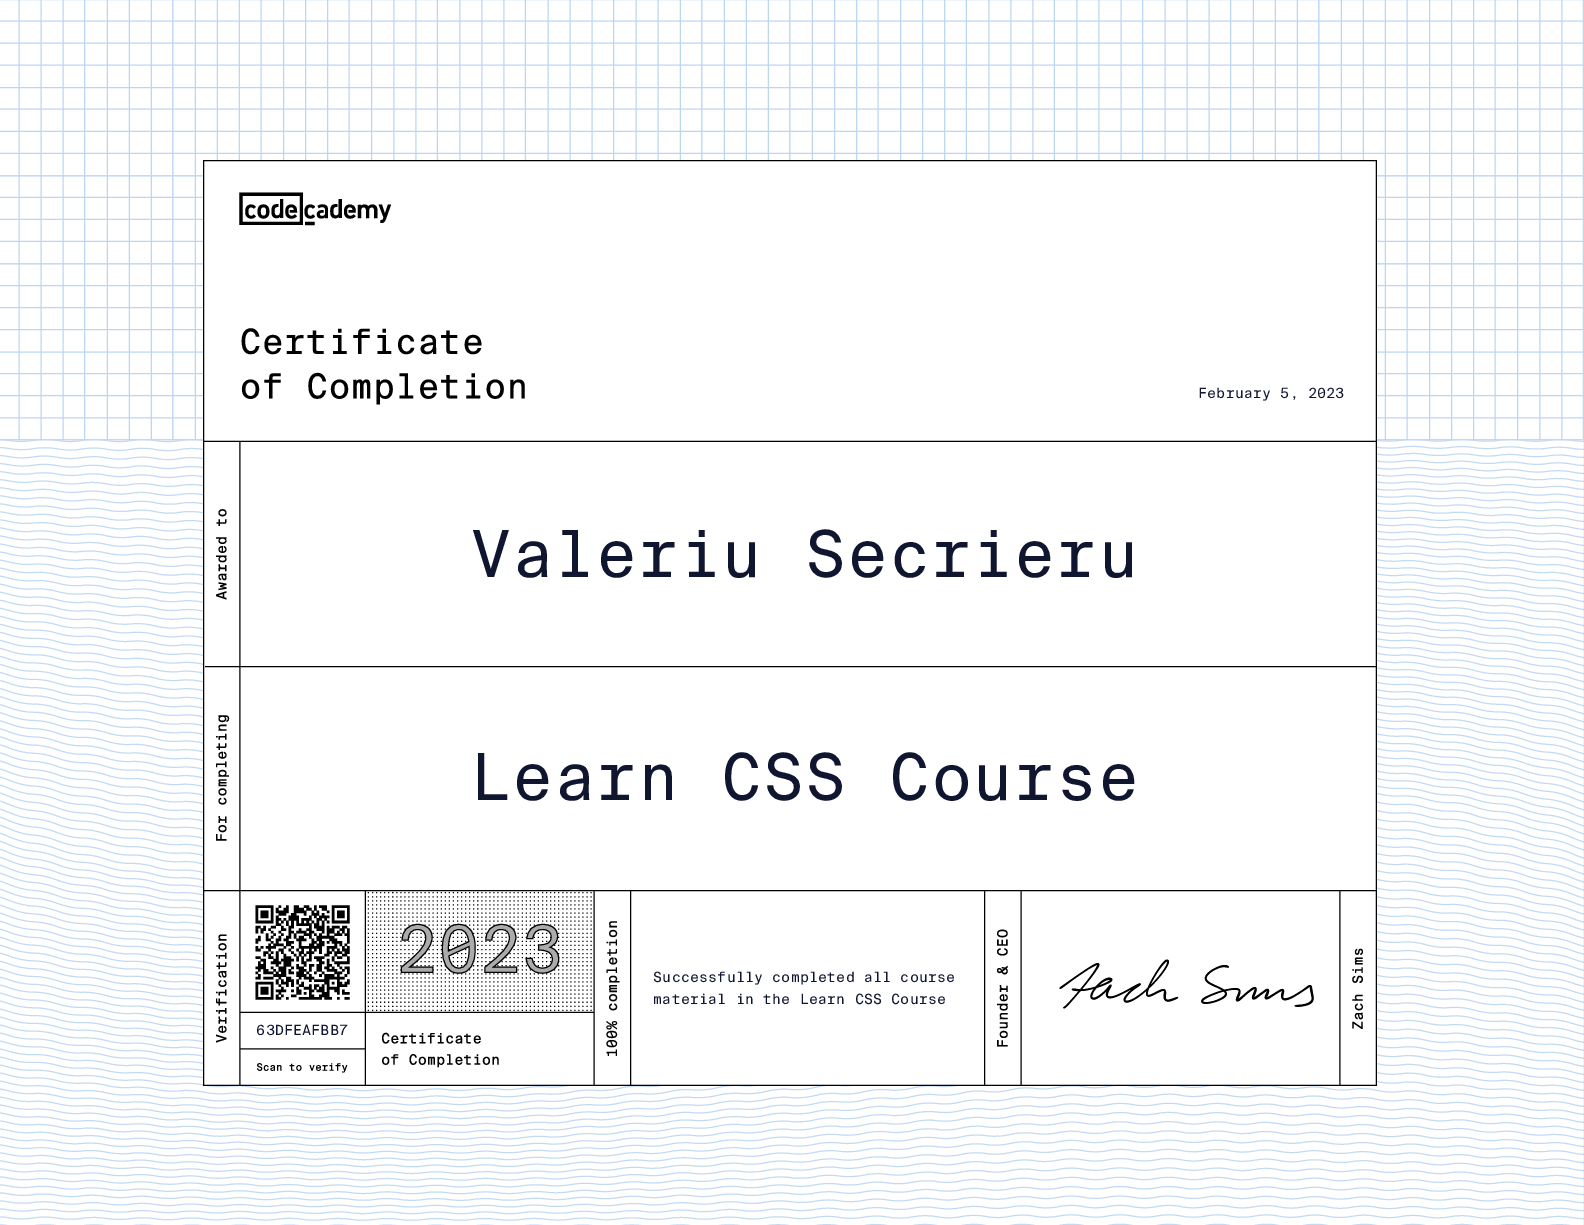 codecademy
Certificate
of Completion
February 5, 2023
Awarded to
Valeriu Secrieru
For completing
Learn CSS Course
Verification
63DFEAFBB7
Scan to verify
2023
Certificate
of Completion
100% completion
Successfully completed all course
material in the Learn CSS Course
Founder & CEO
Zach Sims
Zach Sims